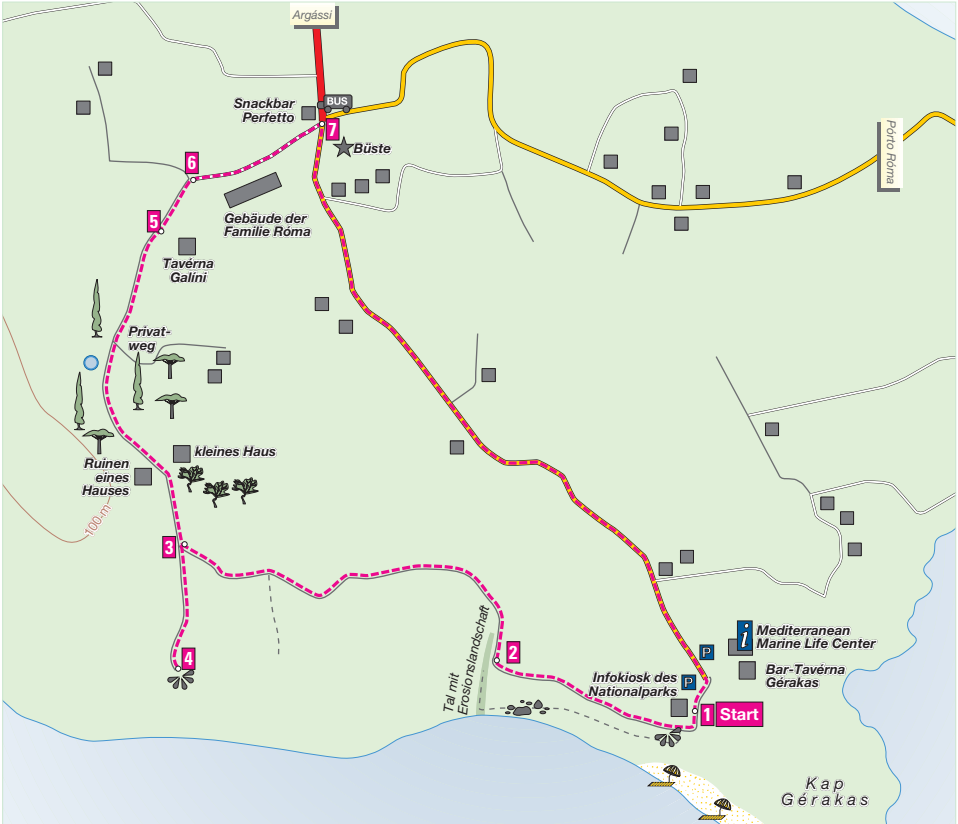 Argássi
BUS
Snackbar
Perfetto
7
Büste
Pórto Róma
6
5
Gebäude der
Familie Róma
Tavérna
Galíni
Privat-
weg
kleines Haus
Ruinen
eines
Hauses
100 m
3
4
2
Tal mit
Erosionslandschaft
Infokiosk des
Nationalparks
P
P
i
Mediterranean
Marine Life Center
Bar-Tavérna
Gérakas
1 Start
Kap
Gérakas